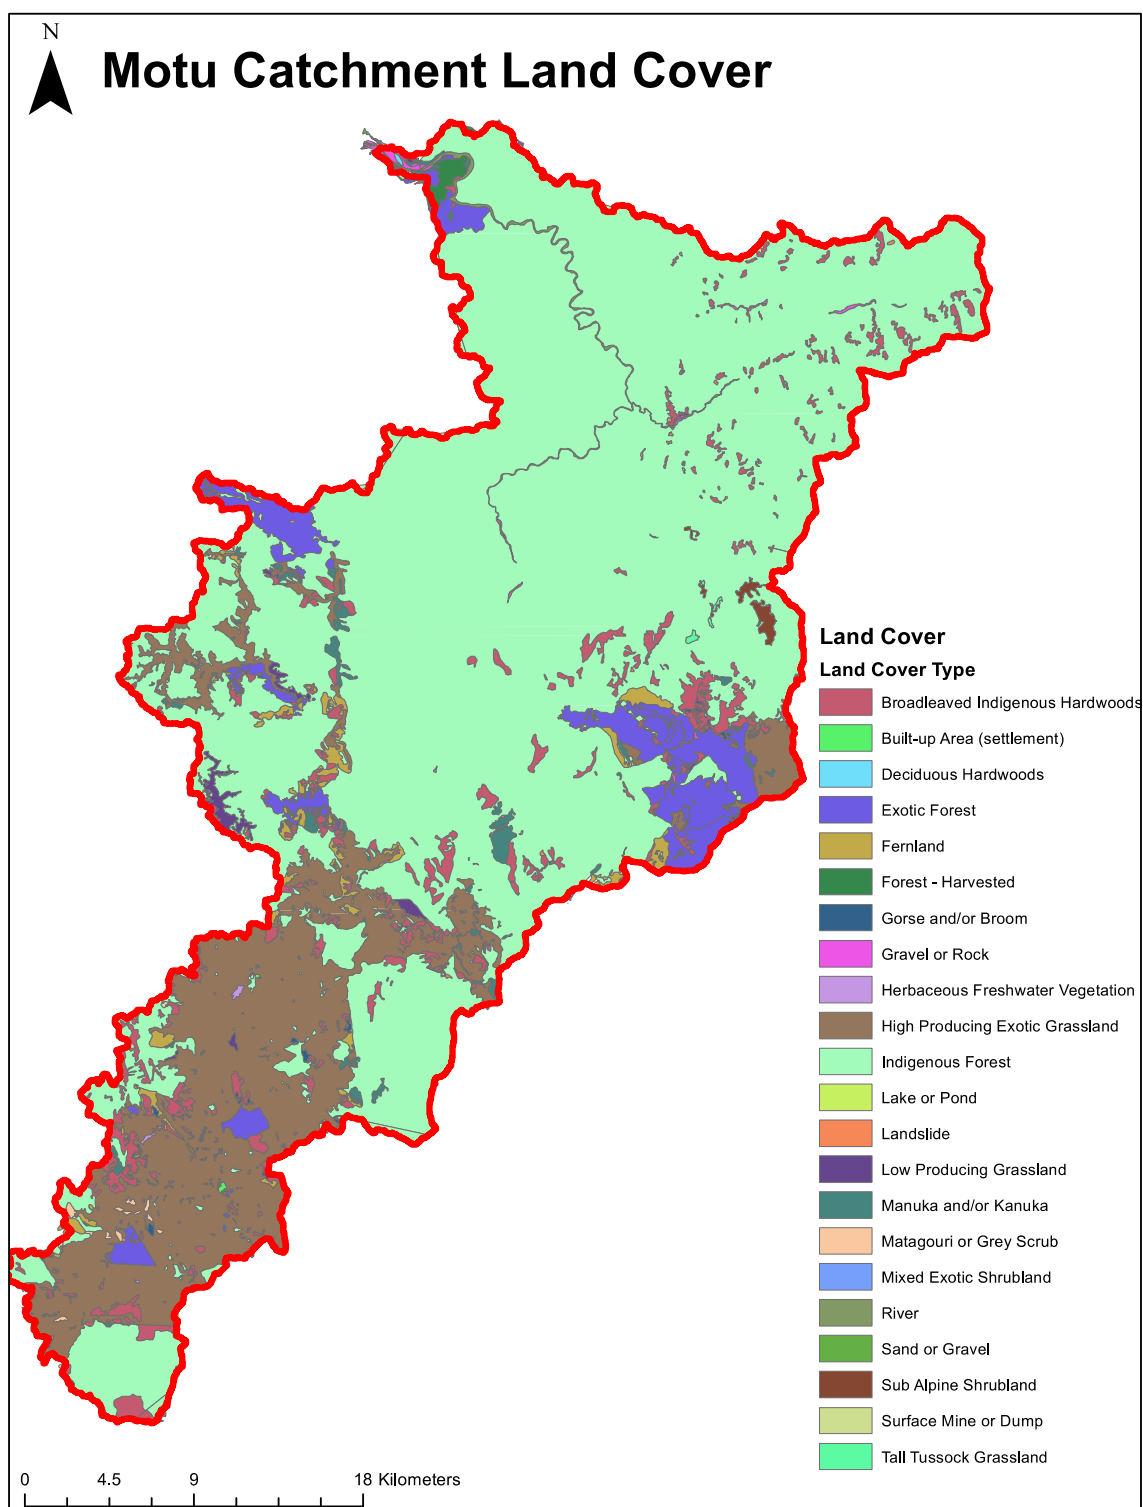 N
Motu Catchment Land Cover
Land Cover
Land Cover Type
Broadleaved Indigenous Hardwoods
Built-up Area (settlement)
Deciduous Hardwoods
Exotic Forest
Fernland
Forest - Harvested
Gorse and/or Broom
Gravel or Rock
Herbaceous Freshwater Vegetation
High Producing Exotic Grassland
Indigenous Forest
Lake or Pond
Landslide
Low Producing Grassland
Manuka and/or Kanuka
Matagouri or Grey Scrub
Mixed Exotic Shrubland
River
Sand or Gravel
Sub Alpine Shrubland
Surface Mine or Dump
Tall Tussock Grassland
0 4.5 9 18 Kilometers